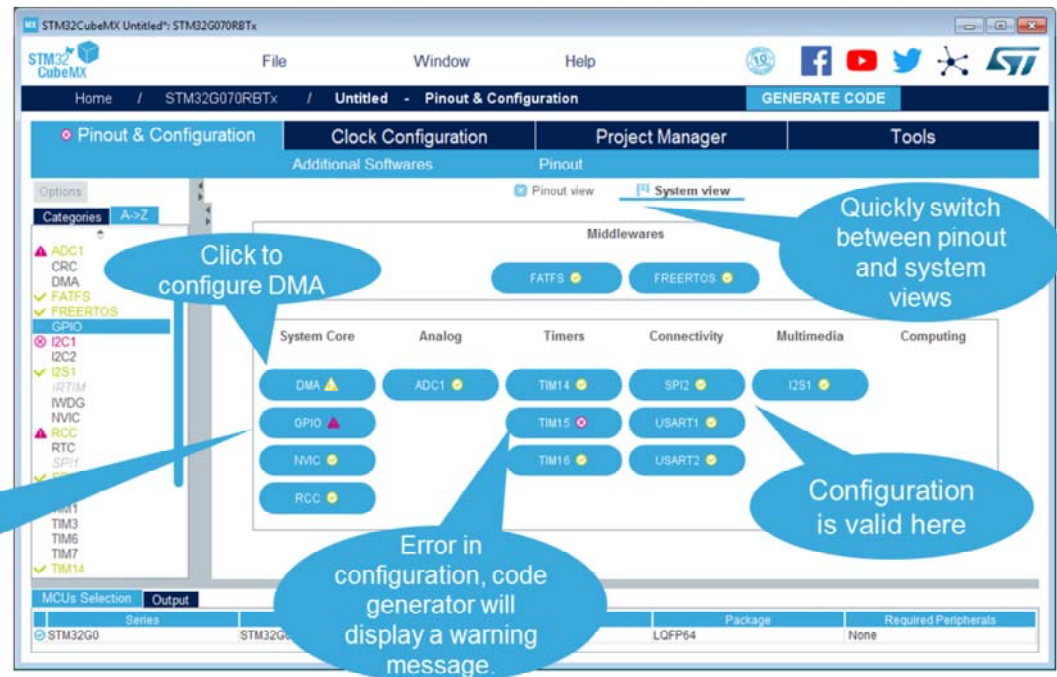 STM32CubeMX Untitled*: STM32G070RBTx
STM32
CubeMX
File Window Help
10
Home / STM32G070RBTx / Untitled - Pinout & Configuration GENERATE CODE
Pinout & Configuration Clock Configuration Project Manager Tools
Additional Softwares Pinout
Options
Pinout view System view
Categories A->Z
ADC1
CRC
DMA
FATFS
FREERTOS
GPIO
I2C1
I2C2
I2S1
IRTIM
IWDG
NVIC
RCC
RTC
SPI1
TIM1
TIM3
TIM6
TIM7
TIM14
Click to
configure DMA
Quickly switch
between pinout
and system
views
Middlewares
FATFS FREERTOS
System Core Analog Timers Connectivity Multimedia Computing
DMA ADC1 TIM14 SPI2 I2S1
GPIO TIM15 USART1
NVIC TIM16 USART2
RCC
Configuration
is valid here
Error in
configuration, code
generator will
display a warning
message.
MCUs Selection Output
Series Package Required Peripherals
STM32G0 LQFP64 None